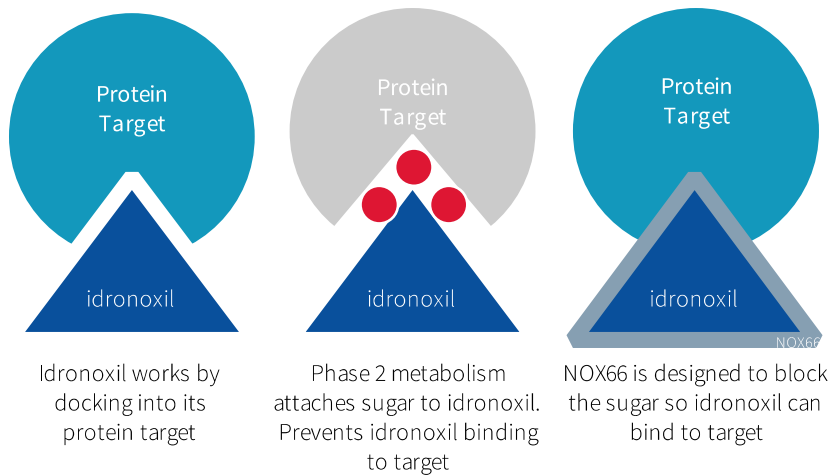 Protein
Target
idronoxil
Idronoxil works by
docking into its
protein target
Protein
Target
idronoxil
Phase 2 metabolism
attaches sugar to idronoxil.
Prevents idronoxil binding
to target
Protein
Target
idronoxil
NOX66
NOX66 is designed to block
the sugar so idronoxil can
bind to target